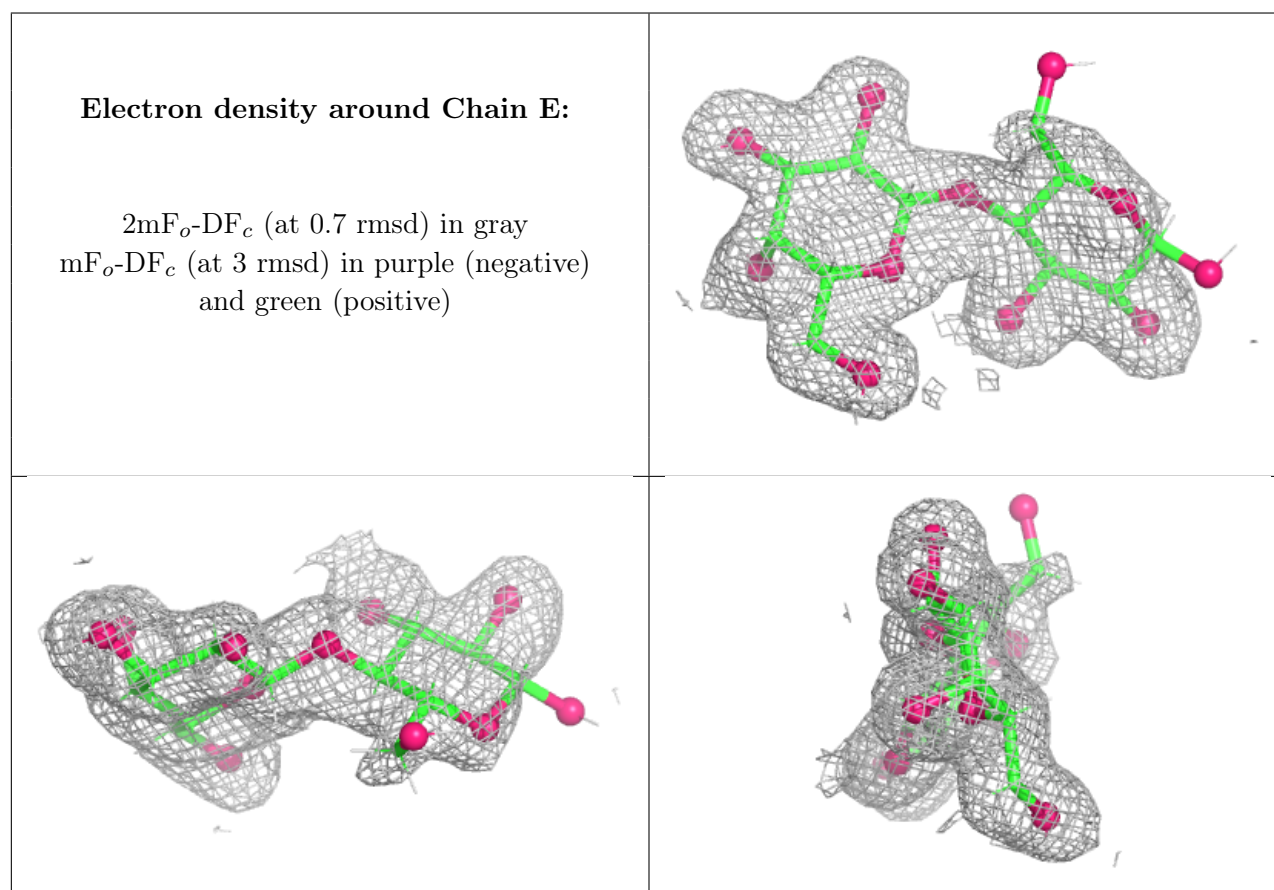 Electron density around Chain E:
2mFo-DFc (at 0.7 rmsd) in gray
mFo-DFc (at 3 rmsd) in purple (negative)
and green (positive)